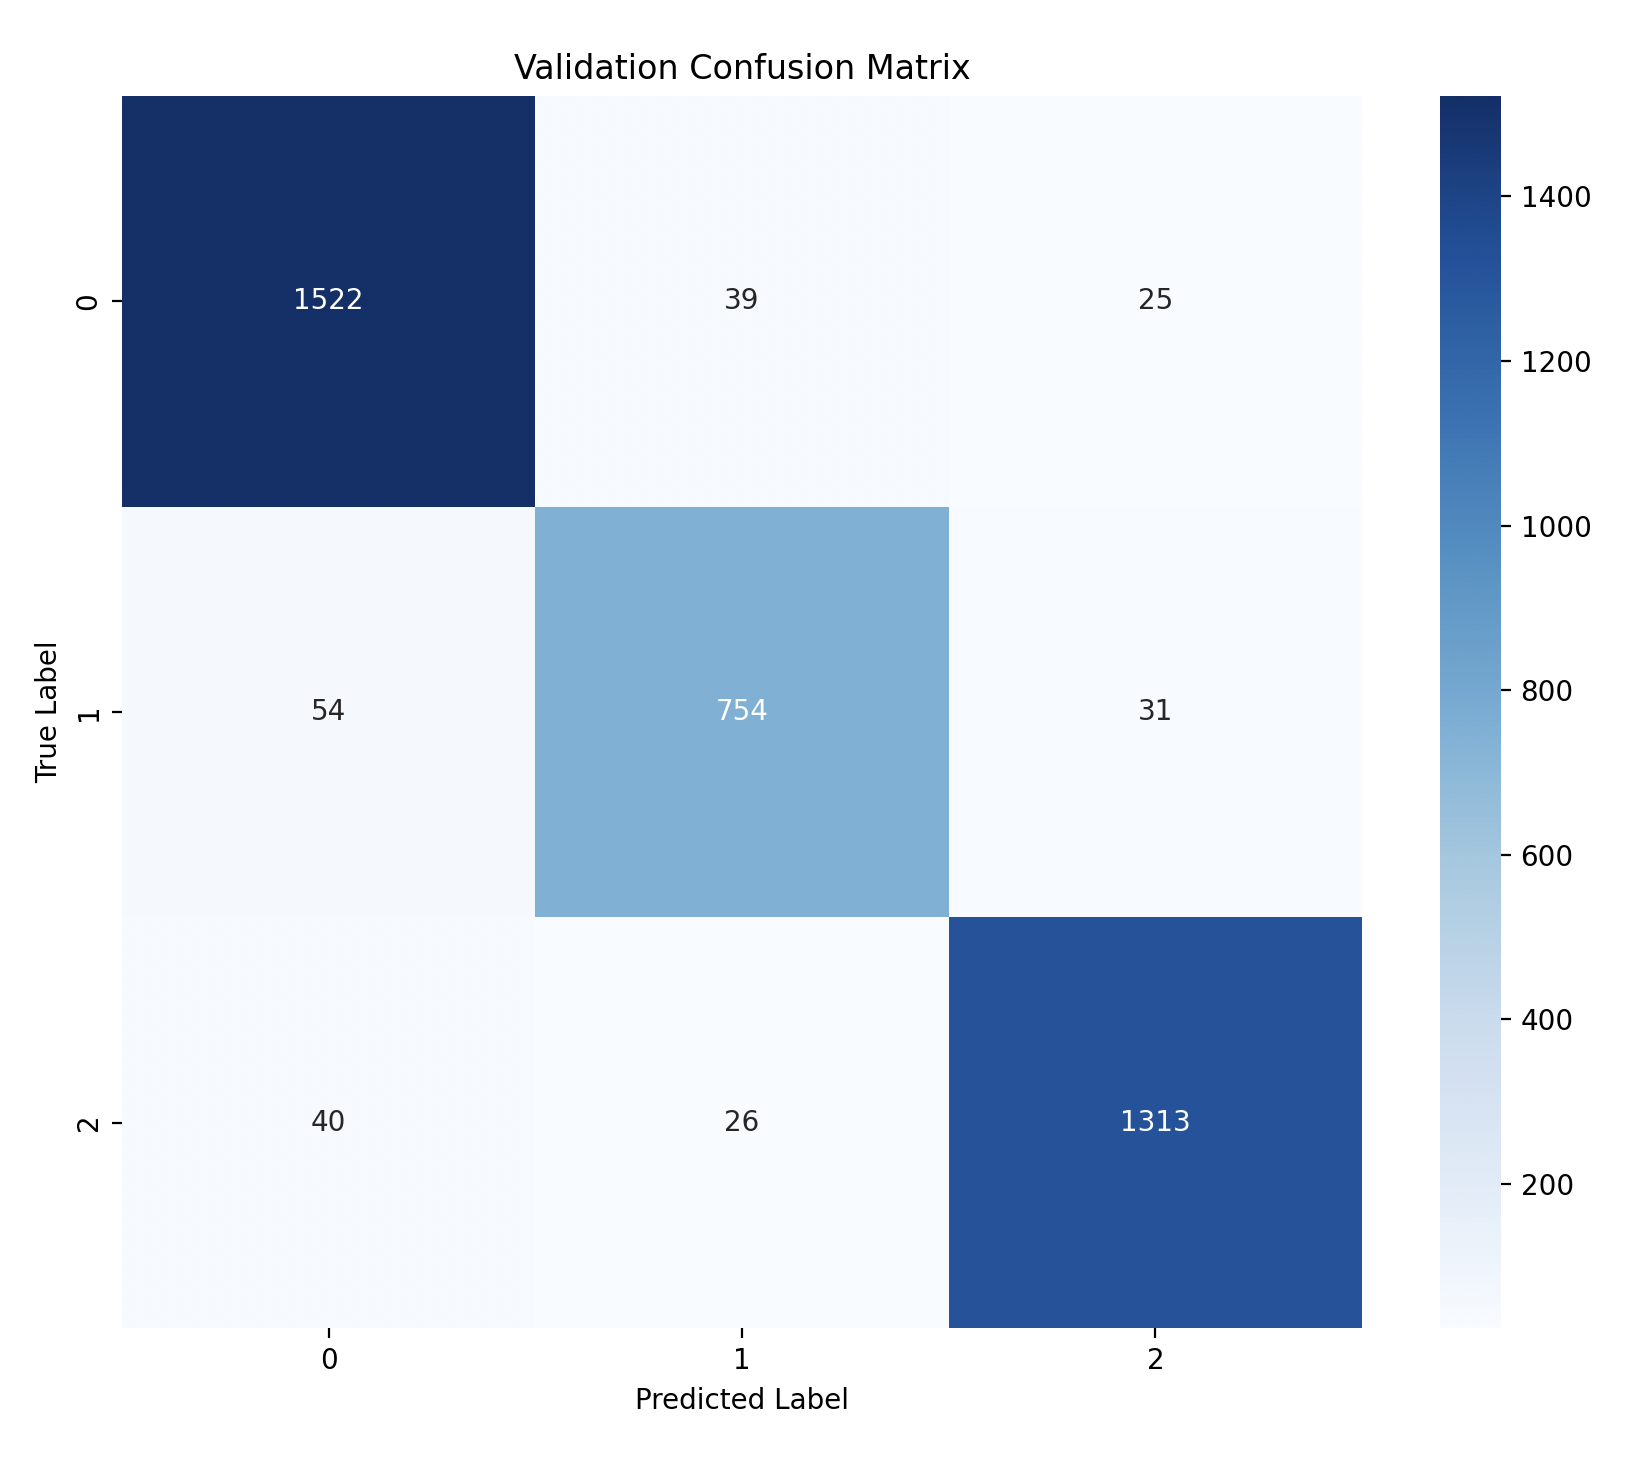 Validation Confusion Matrix
1522 39 25
54 754 31
40 26 1313
0
1
2
True Label
0 1 2
Predicted Label
1400
1200
1000
800
600
400
200